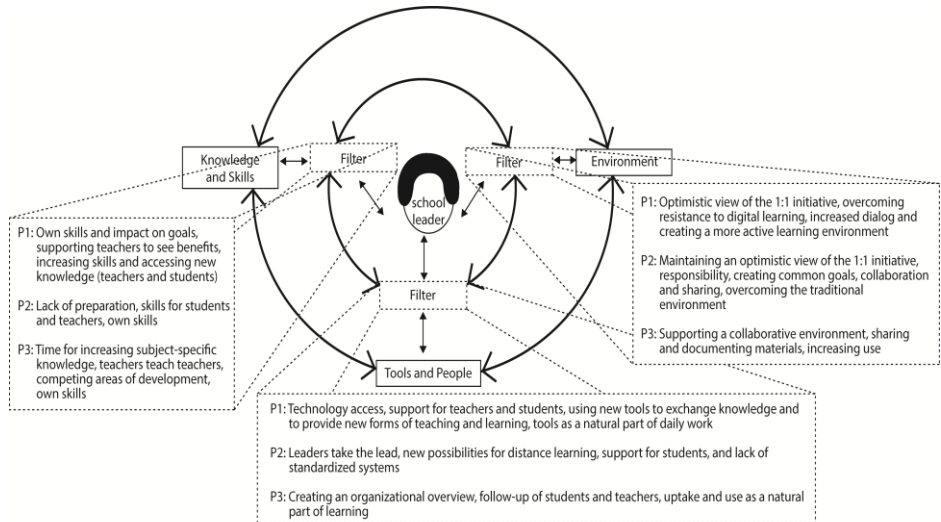 Knowledge
and Skills
Filter
Filter
Environment
school
leader
Filter
Tools and People
P1: Own skills and impact on goals,
supporting teachers to see benefits,
increasing skills and accessing new
knowledge (teachers and students)
P2: Lack of preparation, skills for students
and teachers, own skills
P3: Time for increasing subject-specific
knowledge, teachers teach teachers,
competing areas of development,
own skills
P1: Optimistic view of the 1:1 initiative, overcoming
resistance to digital learning, increased dialog and
creating a more active learning environment
P2: Maintaining an optimistic view of the 1:1 initiative,
responsibility, creating common goals, collaboration
and sharing, overcoming the traditional
environment
P3: Supporting a collaborative environment, sharing
and documenting materials, increasing use
P1: Technology access, support for teachers and students, using new tools to exchange knowledge and
to provide new forms of teaching and learning, tools as a natural part of daily work
P2: Leaders take the lead, new possibilities for distance learning, support for students, and lack of
standardized systems
P3: Creating an organizational overview, follow-up of students and teachers, uptake and use as a natural
part of learning